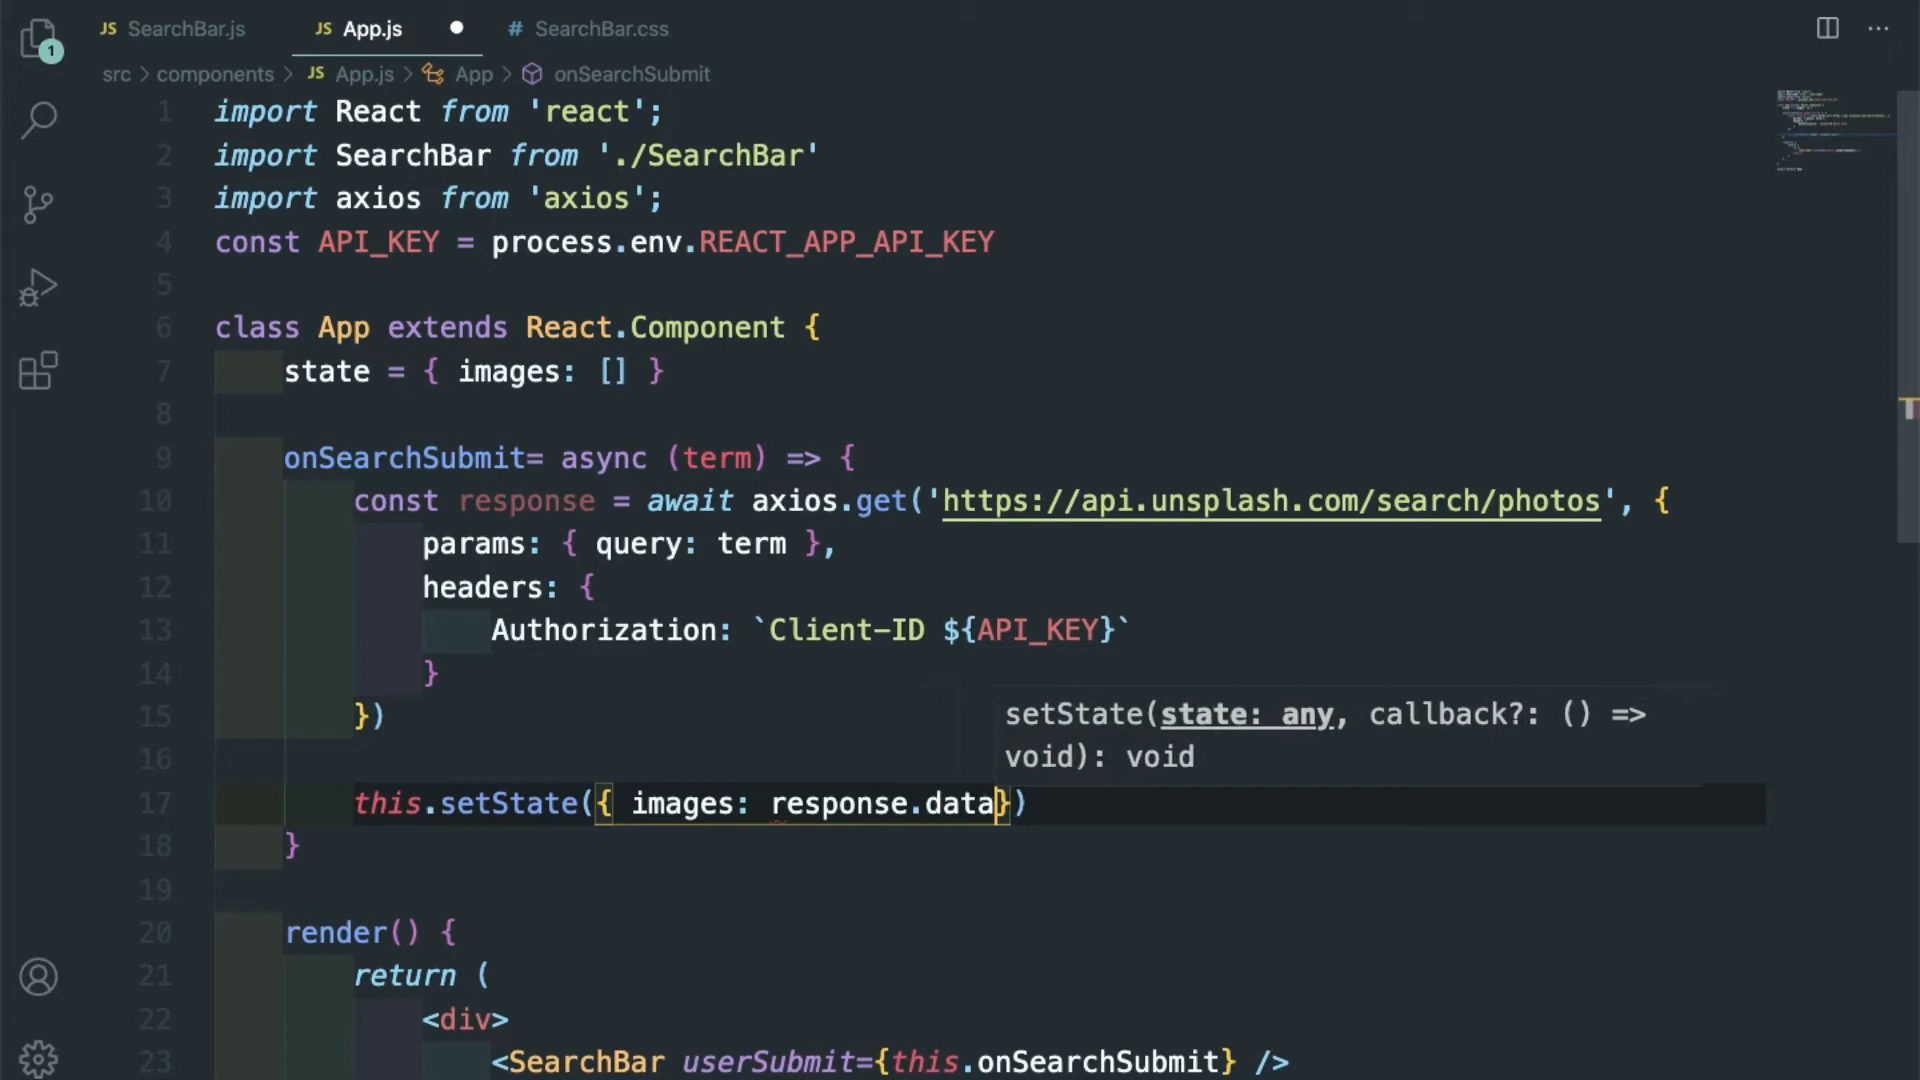 JS SearchBar.js JS App.js # SearchBar.css
1
src > components > JS App.js > App > onSearchSubmit
1 import React from 'react';
2 import SearchBar from './SearchBar'
3 import axios from 'axios';
4 const API_KEY = process.env.REACT_APP_API_KEY
5
6 class App extends React.Component {
7 state = { images: [] }
8
9 onSearchSubmit= async (term) => {
10 const response = await axios.get('https://api.unsplash.com/search/photos', {
11 params: { query: term },
12 headers: {
13 Authorization: `Client-ID ${API_KEY}`
14 }
15 })
setState(state: any, callback?: () =>
void): void
16
17 this.setState({ images: response.data})
18 }
19
20 render() {
21 return (
22 <div>
23 <SearchBar userSubmit={this.onSearchSubmit} />